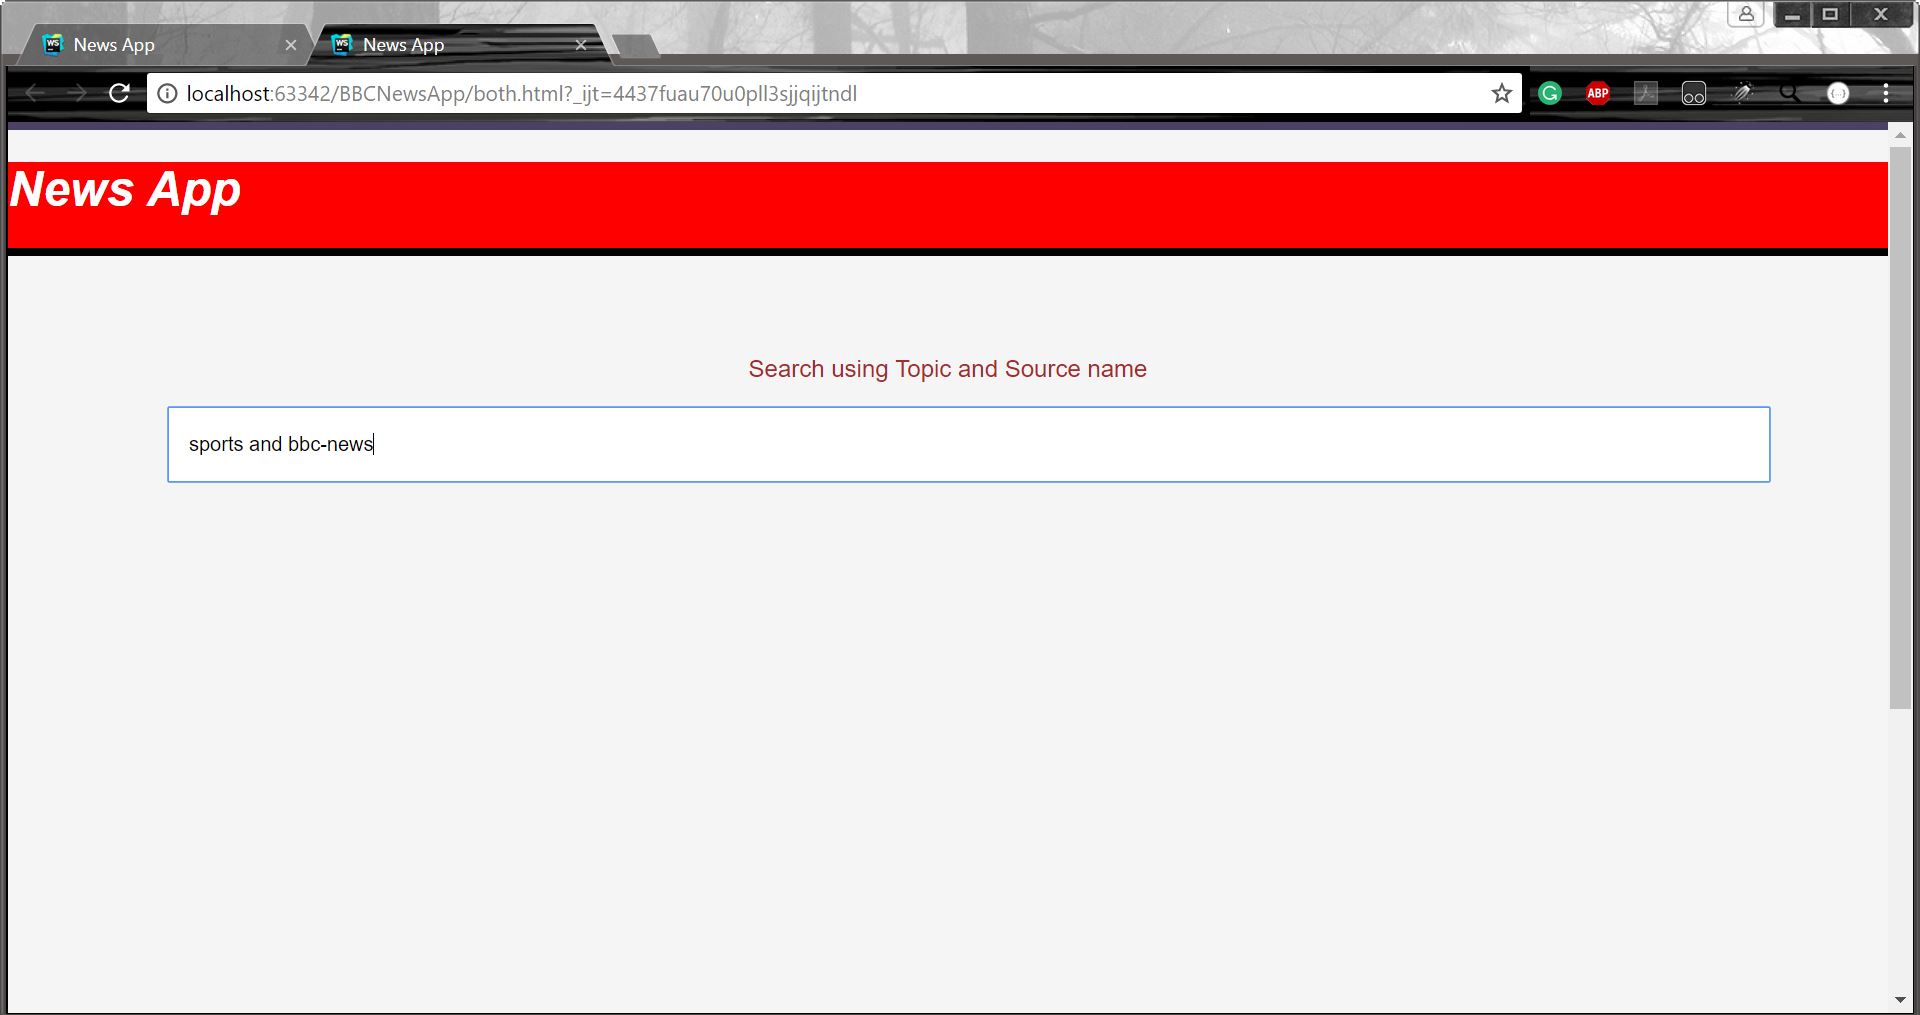 News App
News App
localhost:63342/BBCNewsApp/both.html?_ijt=4437fuau70u0pll3sjjqijtndl
ABP
News App
Search using Topic and Source name
sports and bbc-news